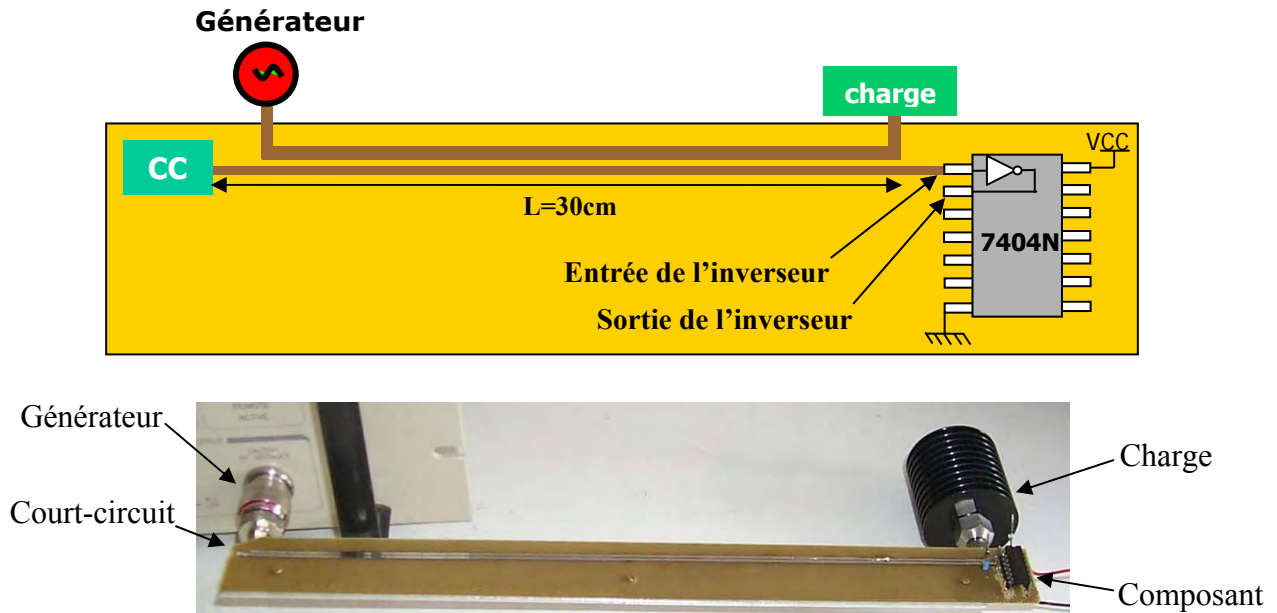 Générateur
charge
CC
VCC
L=30cm
7404N
Entrée de l'inverseur
Sortie de l'inverseur
Générateur
Court-circuit
REMOTE
ACTIVE
Charge
Composant